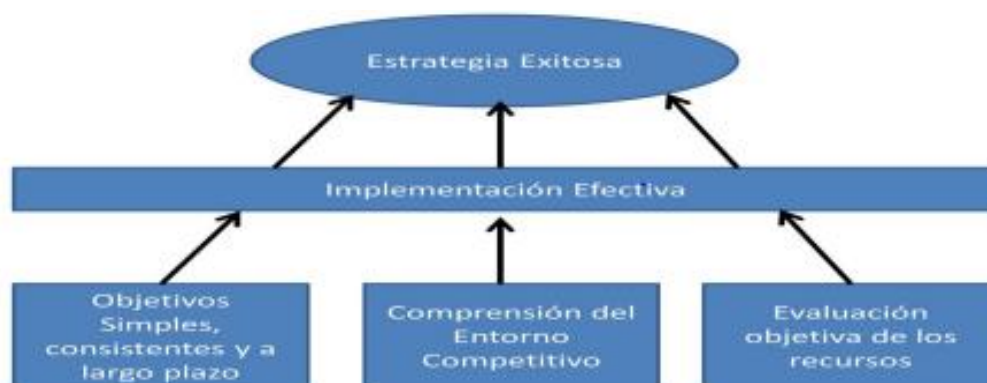 Estrategia Exitosa
Implementación Efectiva
Objetivos
Simples,
consistentes y a
largo plazo
Comprensión del
Entorno
Competitivo
Evaluación
objetiva de los
recursos